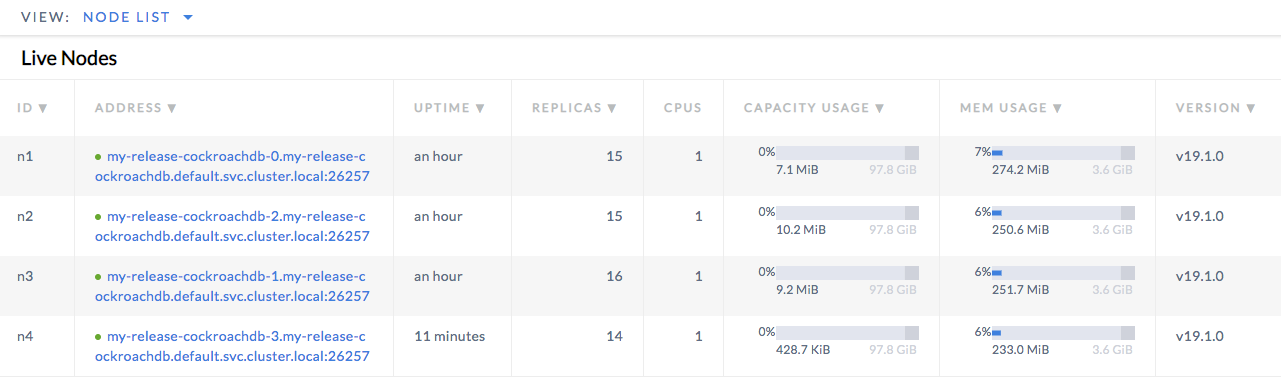 VIEW: NODE LIST ▼
Live Nodes
ID ▼ ADDRESS ▼ UPTIME ▼ REPLICAS ▼ CPUS CAPACITY USAGE ▼ MEM USAGE ▼ VERSION ▼
n1 my-release-cockroachdb-0.my-release-c an hour 15 1 0% 7% v19.1.0
ockroachdb.default.svc.cluster.local:26257 7.1 MiB 97.8 GiB 274.2 MiB 3.6 GiB
n2 my-release-cockroachdb-2.my-release-c an hour 15 1 0% 6% v19.1.0
ockroachdb.default.svc.cluster.local:26257 10.2 MiB 97.8 GiB 250.6 MiB 3.6 GiB
n3 my-release-cockroachdb-1.my-release-c an hour 16 1 0% 6% v19.1.0
ockroachdb.default.svc.cluster.local:26257 9.2 MiB 97.8 GiB 251.7 MiB 3.6 GiB
n4 my-release-cockroachdb-3.my-release-c 11 minutes 14 1 0% 6% v19.1.0
ockroachdb.default.svc.cluster.local:26257 428.7 KiB 97.8 GiB 233.0 MiB 3.6 GiB